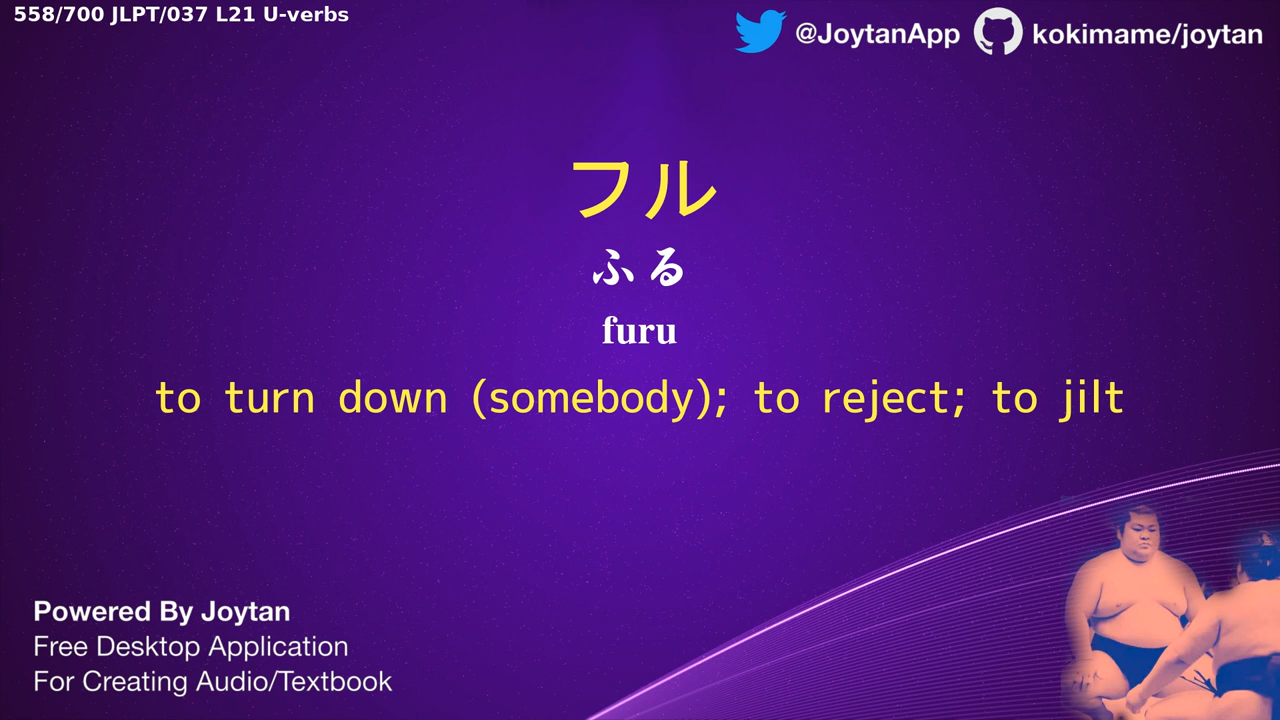 558/700 JLPT/037 L21 U-verbs
@JoytanApp
kokimame/joytan
フル
ふる
furu
to turn down (somebody); to reject; to jilt
Powered By Joytan
Free Desktop Application
For Creating Audio/Textbook